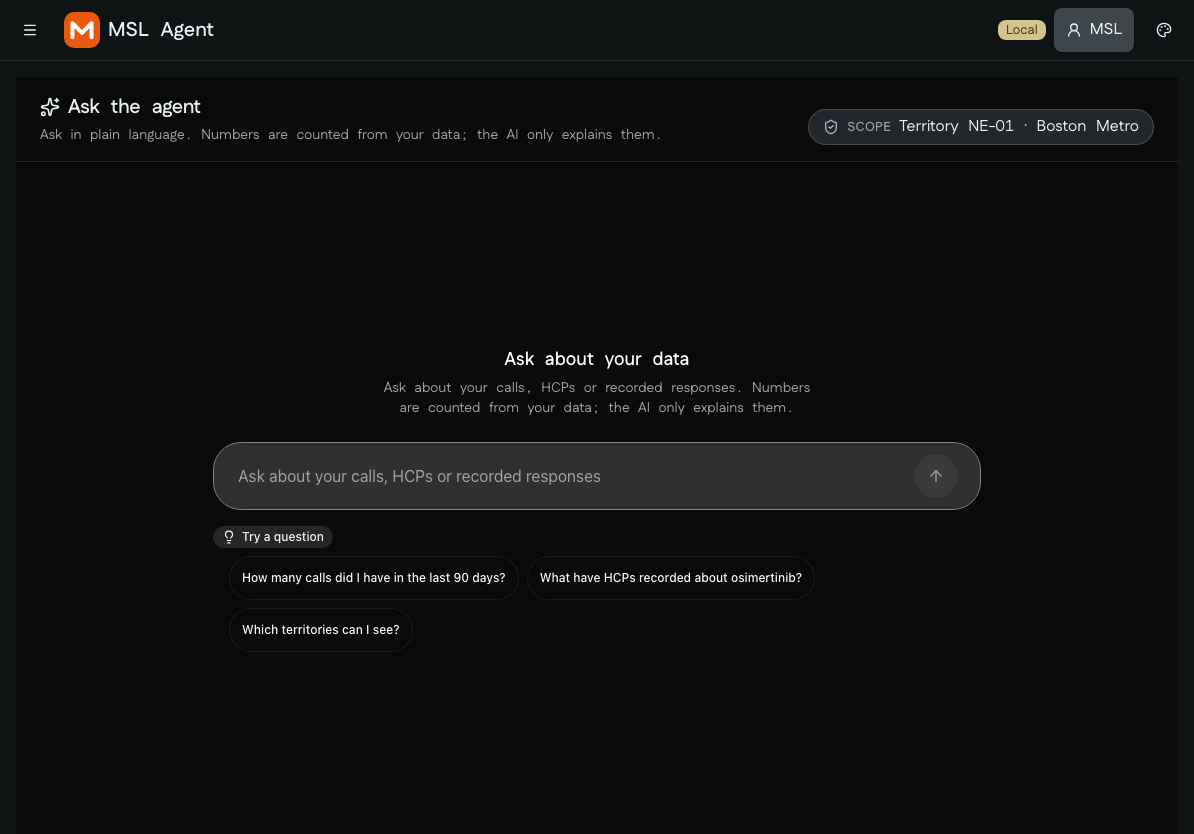 MSL Agent
Local
MSL
Ask the agent
Ask in plain language. Numbers are counted from your data; the AI only explains them.
SCOPE Territory NE-01 · Boston Metro
Ask about your data
Ask about your calls, HCPs or recorded responses. Numbers
are counted from your data; the AI only explains them.
Ask about your calls, HCPs or recorded responses
Try a question
How many calls did I have in the last 90 days?
What have HCPs recorded about osimertinib?
Which territories can I see?